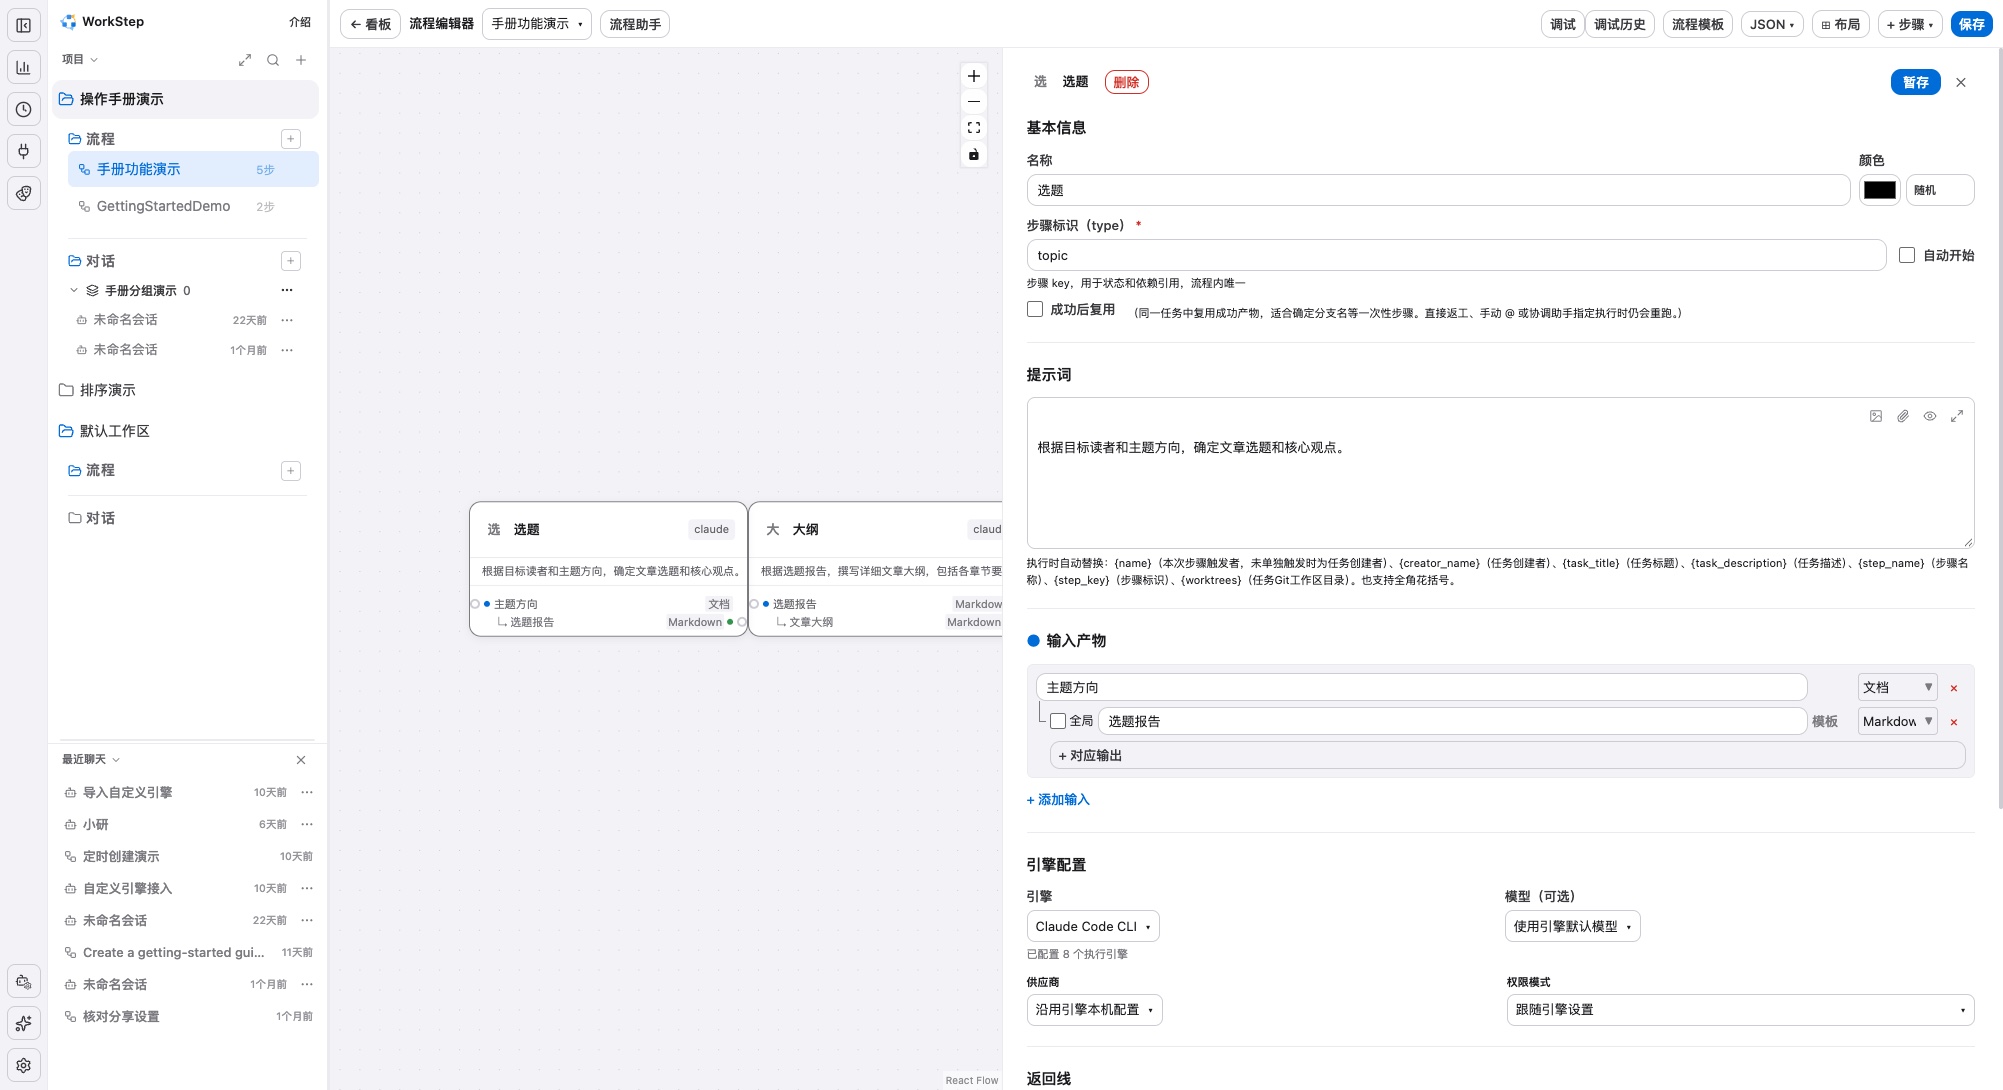 WorkStep
介绍
项目
操作手册演示
流程
手册功能演示 5步
GettingStartedDemo 2步
对话
手册分组演示 0
未命名会话 22天前
未命名会话 1个月前
排序演示
默认工作区
流程
对话
最近聊天
导入自定义引擎 10天前
小研 6天前
定时创建演示 10天前
自定义引擎接入 10天前
未命名会话 22天前
Create a getting-started gui... 11天前
未命名会话 1个月前
核对分享设置 1个月前
← 看板 流程编辑器 手册功能演示 流程助手
调试 调试历史 流程模板 JSON 布局 + 步骤 保存
选 选题 claude
根据目标读者和主题方向，确定文章选题和核心观点。
主题方向 文档
选题报告 Markdown
大 大纲 claud
根据选题报告，撰写详细文章大纲，包括各章节要
选题报告 Markdow
文章大纲 Markdown
React Flow
选 选题 删除 暂存
基本信息
名称 颜色
选题 随机
步骤标识（type） *
topic 自动开始
步骤 key，用于状态和依赖引用，流程内唯一
成功后复用 （同一任务中复用成功产物，适合确定分支名等一次性步骤。直接返工、手动 @ 或协调助手指定执行时仍会重跑。）
提示词
根据目标读者和主题方向，确定文章选题和核心观点。
执行时自动替换：{name}（本次步骤触发者，未单独触发时为任务创建者）、{creator_name}（任务创建者）、{task_title}（任务标题）、{task_description}（任务描述）、{step_name}（步骤名
称）、{step_key}（步骤标识）、{worktrees}（任务Git工作区目录）。也支持全角花括号。
输入产物
主题方向 文档
全局 选题报告 模板 Markdow
+ 对应输出
+ 添加输入
引擎配置
引擎 模型（可选）
Claude Code CLI 使用引擎默认模型
已配置 8 个执行引擎
供应商 权限模式
沿用引擎本机配置 跟随引擎设置
返回线